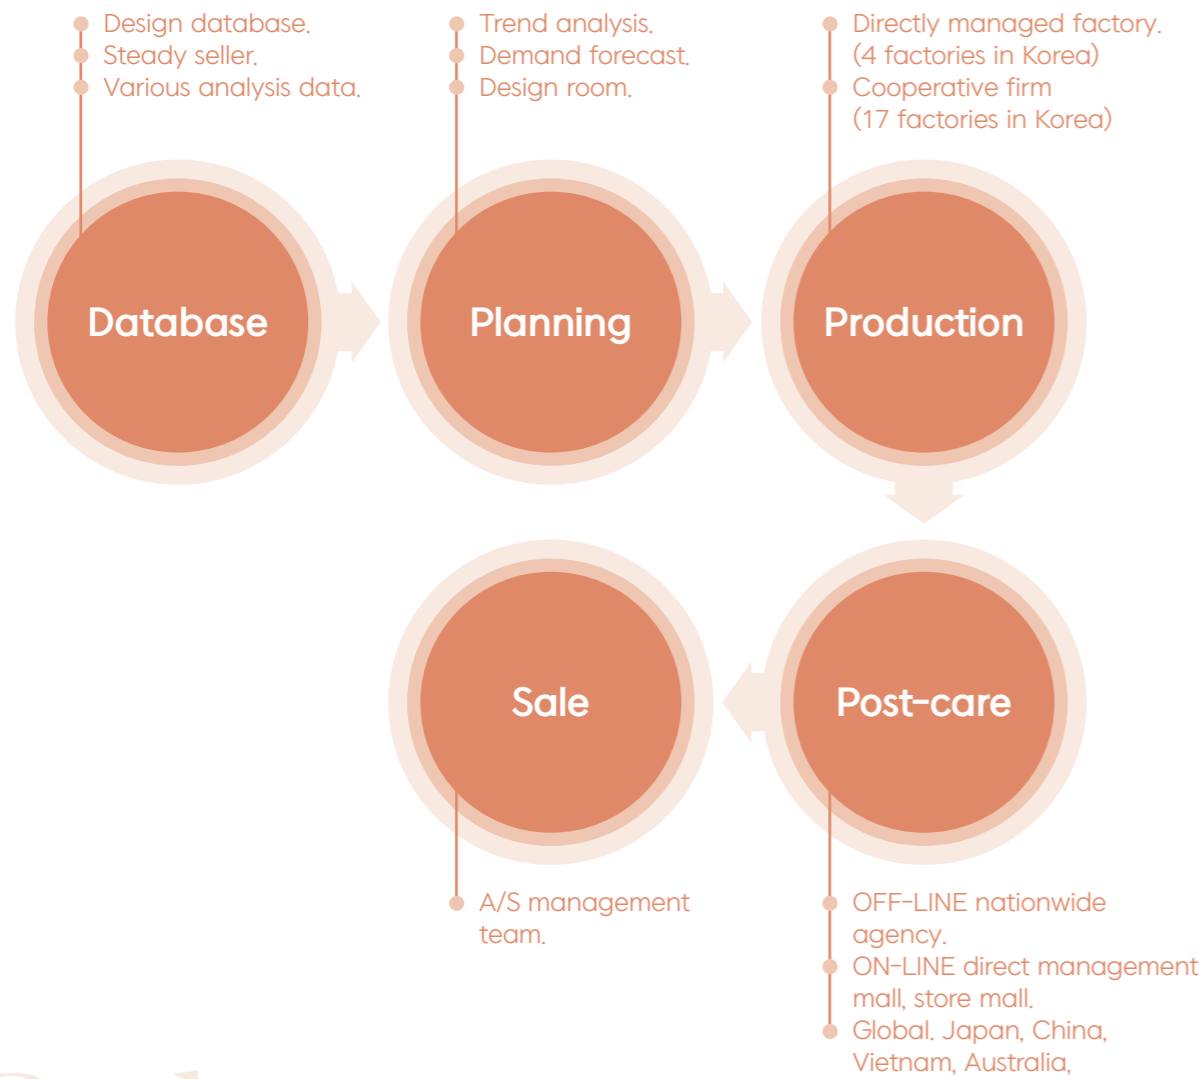 Design database.
Steady seller.
Various analysis data.
Trend analysis.
Demand forecast.
Design room.
Directly managed factory.
(4 factories in Korea)
Cooperative firm
(17 factories in Korea)
Database
Planning
Production
Sale
Post-care
A/S management
team.
OFF-LINE nationwide
agency.
ON-LINE direct management
mall, store mall.
Global. Japan, China,
Vietnam, Australia,